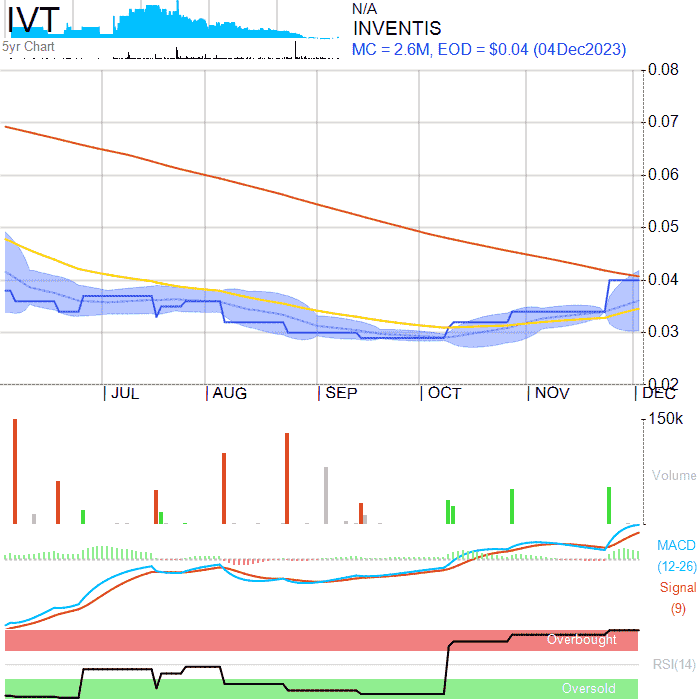 IVT
5yr Chart
N/A
INVENTIS
MC = 2.6M, EOD = $0.04 (04Dec2023)
0.08
0.07
0.06
0.05
0.04
0.03
0.02
JUL
AUG
SEP
OCT
NOV
DEC
150k
Volume
MACD
(12-26)
Signal
(9)
Overbought
RSI(14)
Oversold